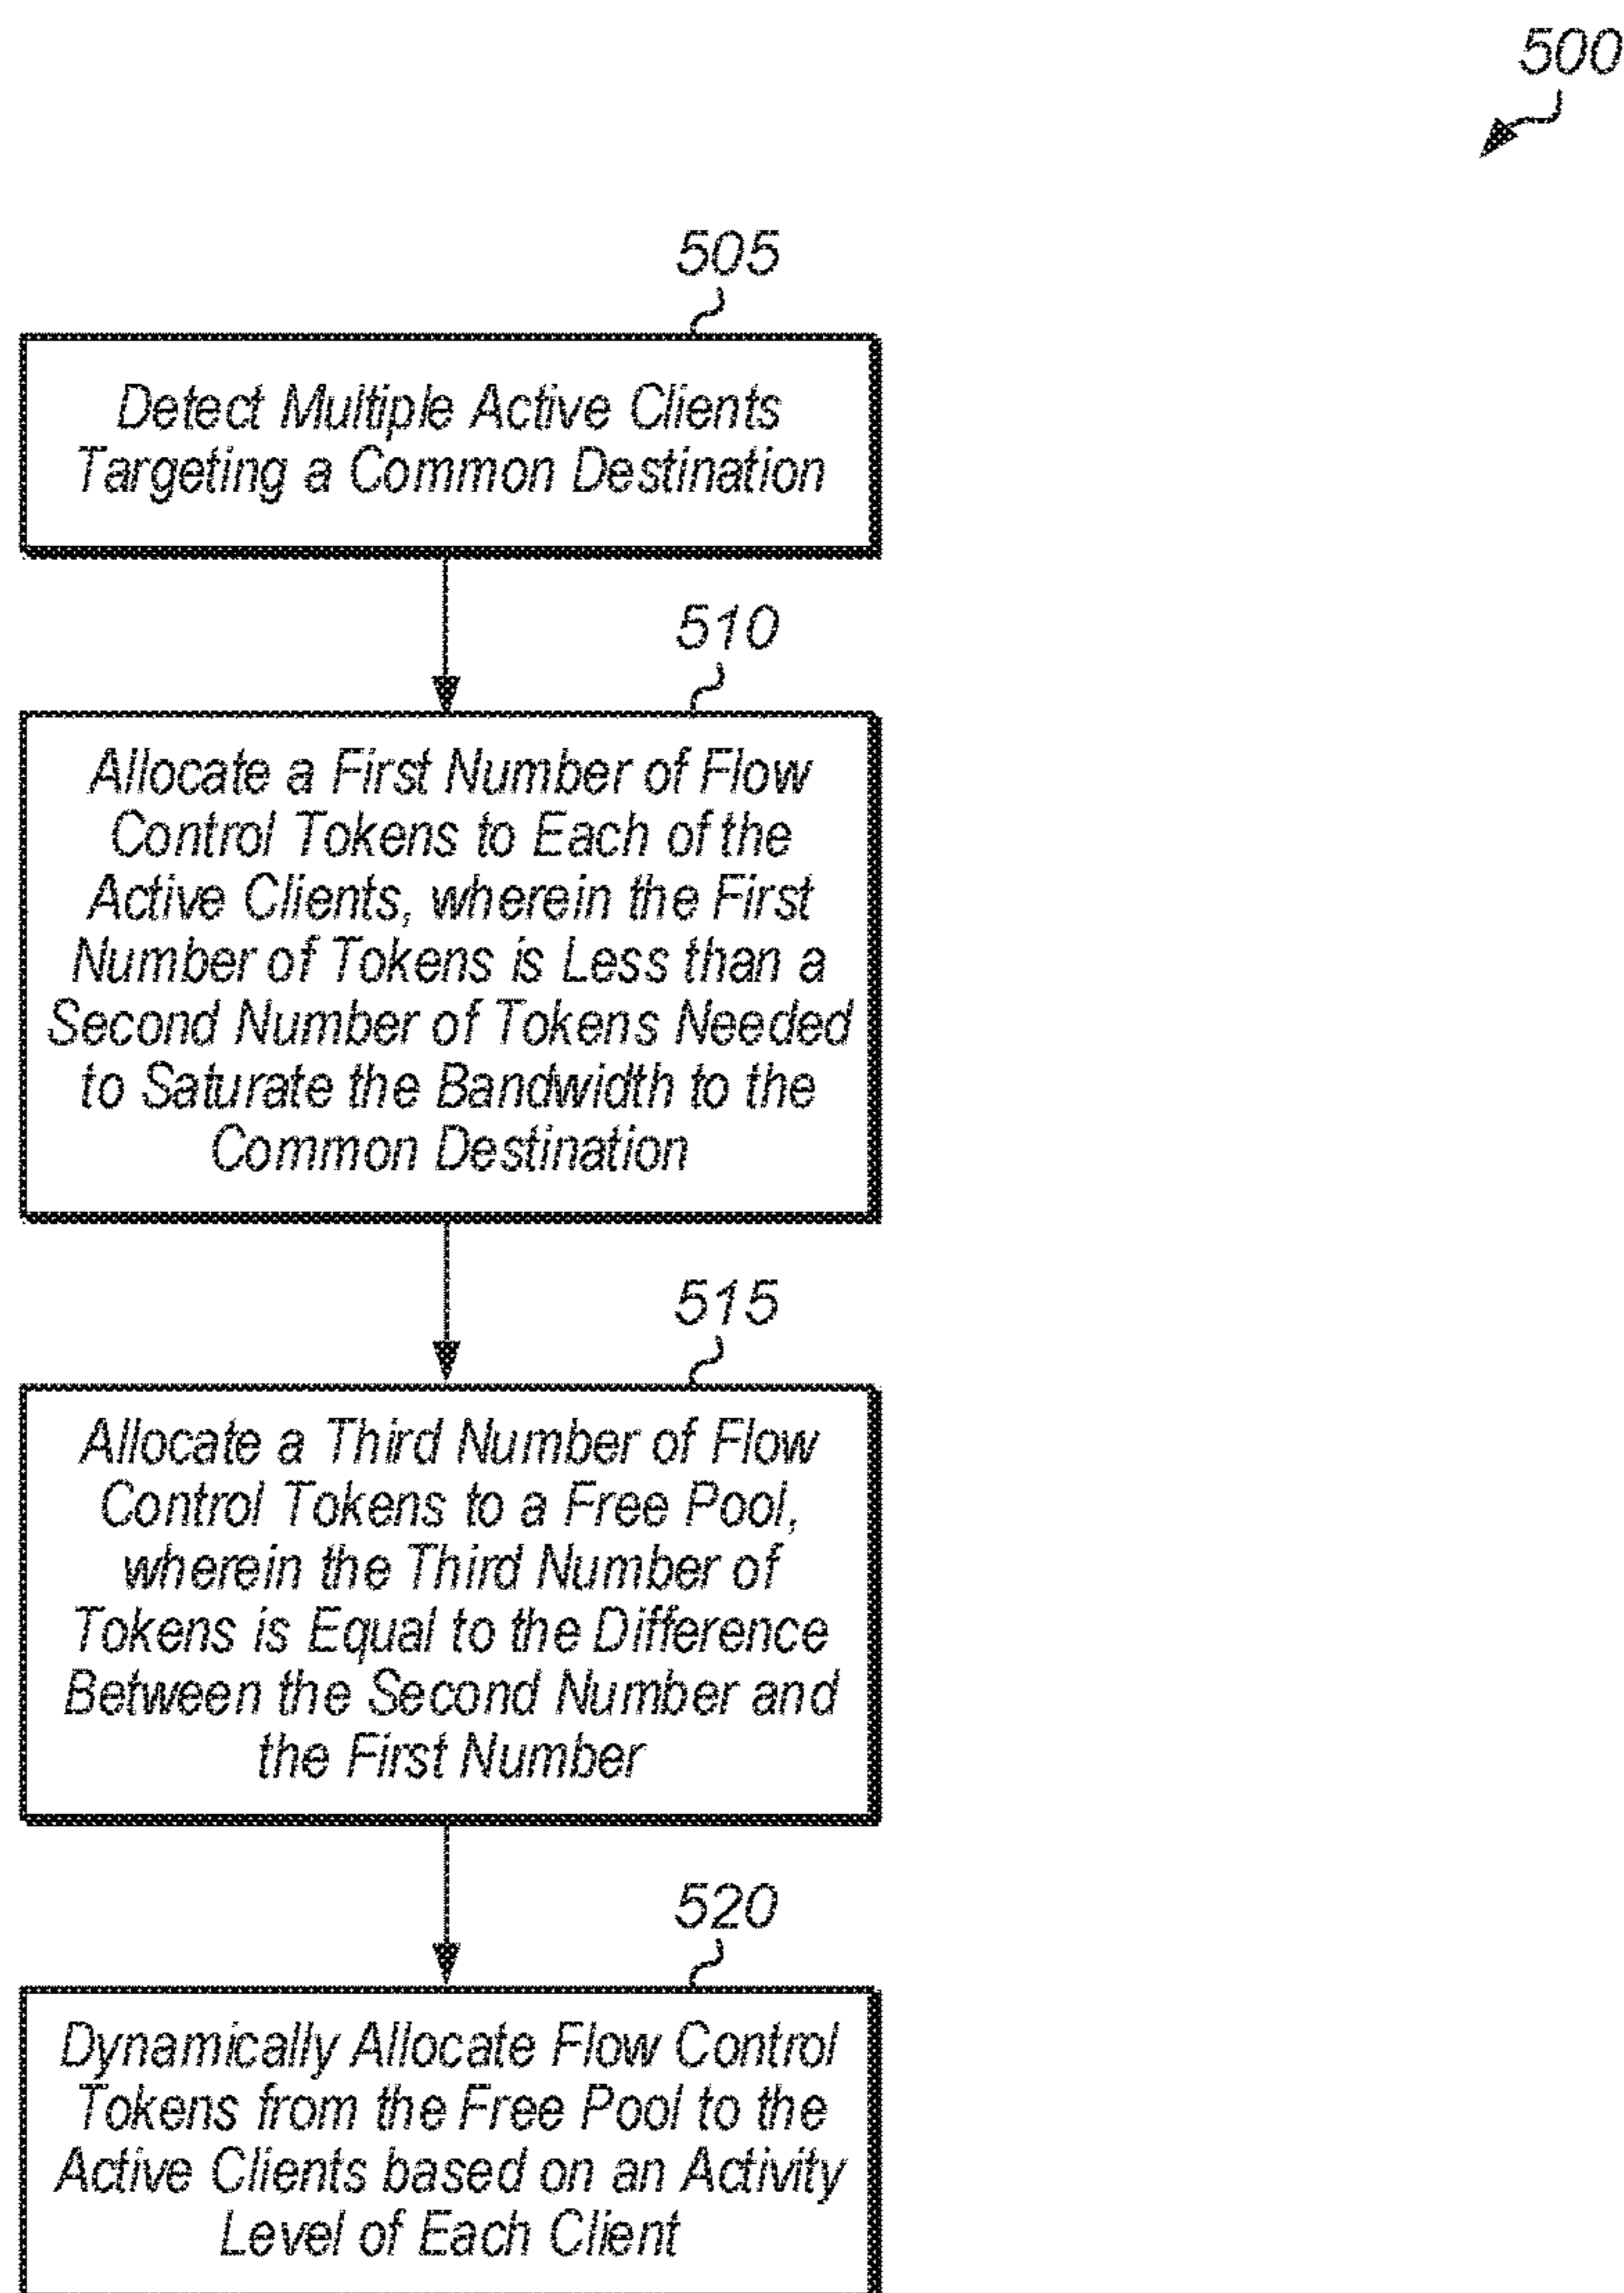 500
505
Detect Multiple Active Clients
Targeting a Common Destination
510
Allocate a First Number of Flow
Control Tokens to Each of the
Active Clients, wherein the First
Number of Tokens is Less than a
Second Number of Tokens Needed
to Saturate the Bandwidth to the
Common Destination
515
Allocate a Third Number of Flow
Control Tokens to a Free Pool,
wherein the Third Number of
Tokens is Equal to the Difference
Between the Second Number and
the First Number
520
Dynamically Allocate Flow Control
Tokens from the Free Pool to the
Active Clients based on an Activity
Level of Each Client